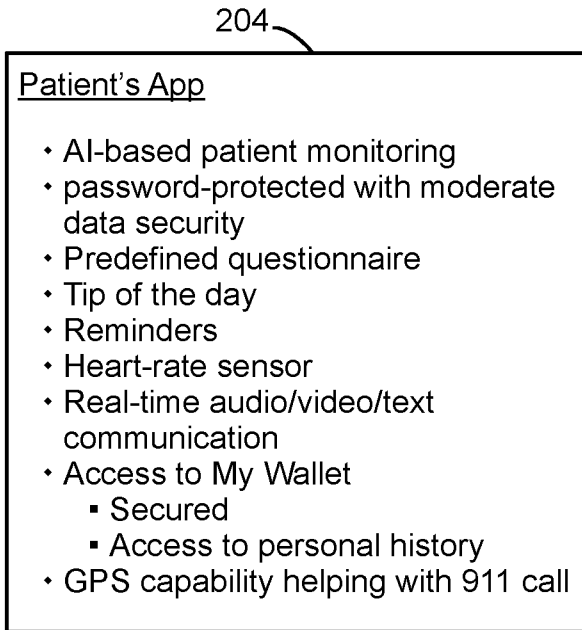 204
Patient's App
• AI-based patient monitoring
• password-protected with moderate
data security
• Predefined questionnaire
• Tip of the day
• Reminders
• Heart-rate sensor
• Real-time audio/video/text
communication
• Access to My Wallet
▪ Secured
▪ Access to personal history
• GPS capability helping with 911 call